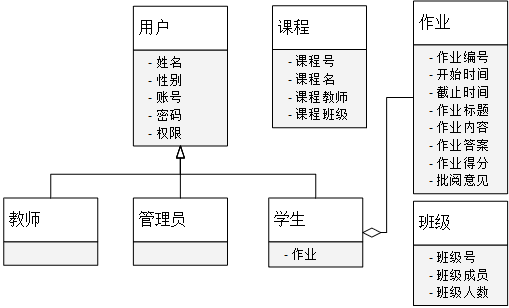 用户
- 姓名
- 性别
- 账号
- 密码
- 权限
课程
- 课程号
- 课程名
- 课程教师
- 课程班级
作业
- 作业编号
- 开始时间
- 截止时间
- 作业标题
- 作业内容
- 作业答案
- 作业得分
- 批阅意见
教师
管理员
学生
- 作业
班级
- 班级号
- 班级成员
- 班级人数